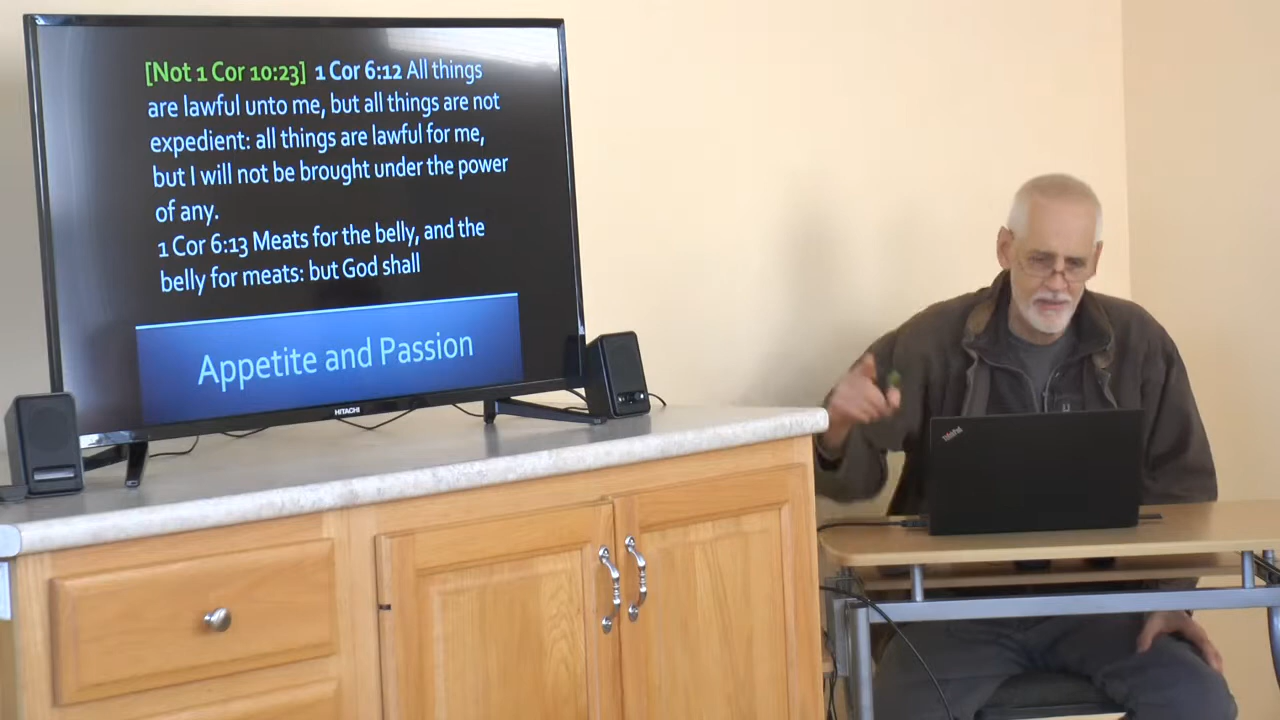 [Not 1 Cor 10:23] 1 Cor 6:12 All things
are lawful unto me, but all things are not
expedient: all things are lawful for me,
but I will not be brought under the power
of any.
1 Cor 6:13 Meats for the belly, and the
belly for meats: but God shall
Appetite and Passion
HITACHI
ThinkPad